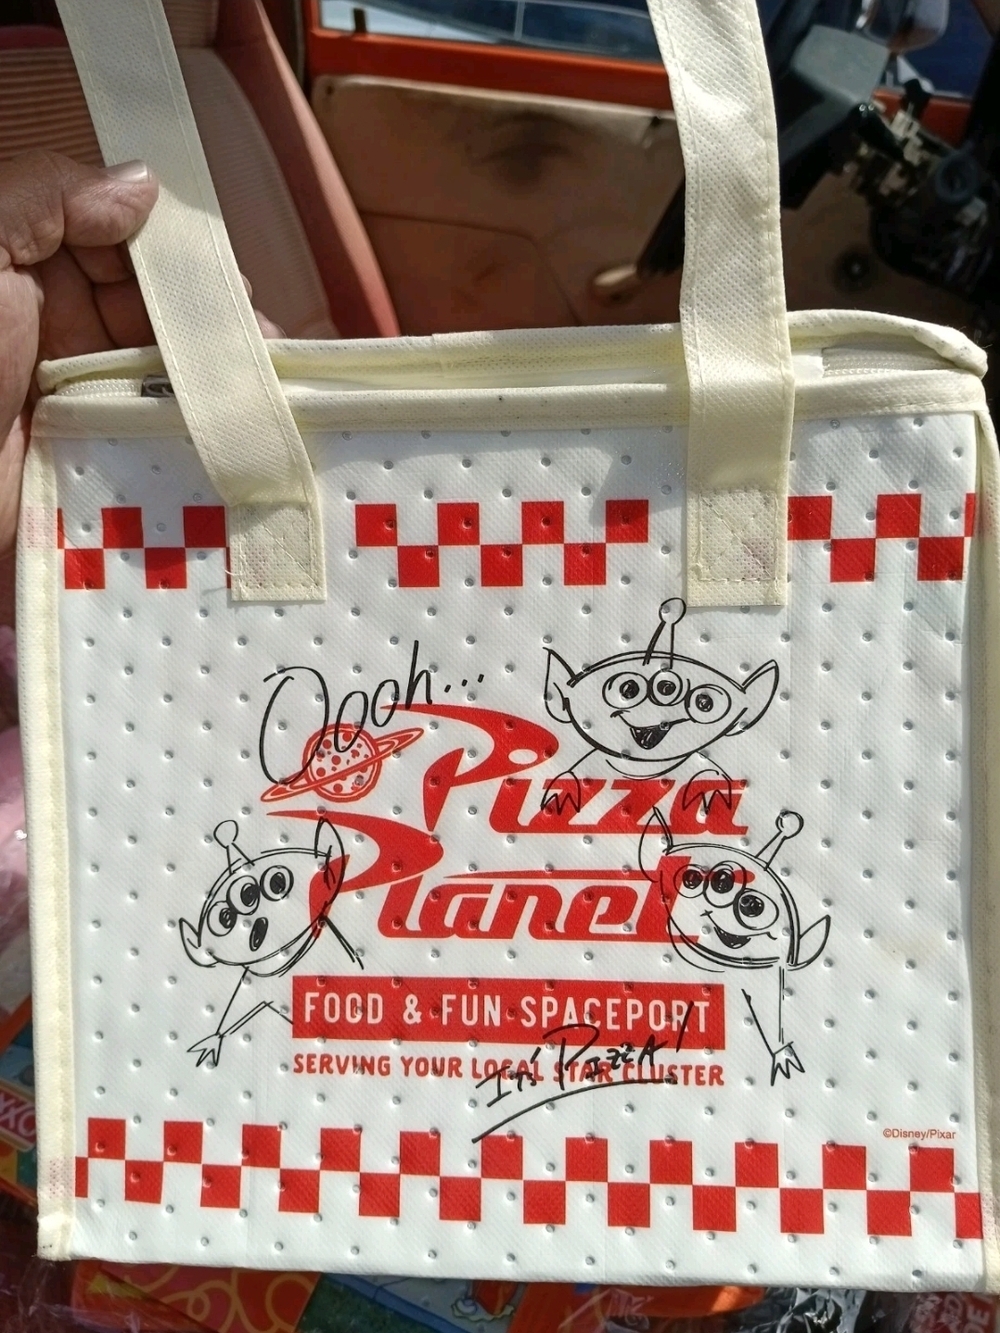 Oooh...
Pizza
Planet
FOOD & FUN SPACEPORT
SERVING YOUR LOCAL STAR CLUSTER
It's Pizza!
©Disney/Pixar